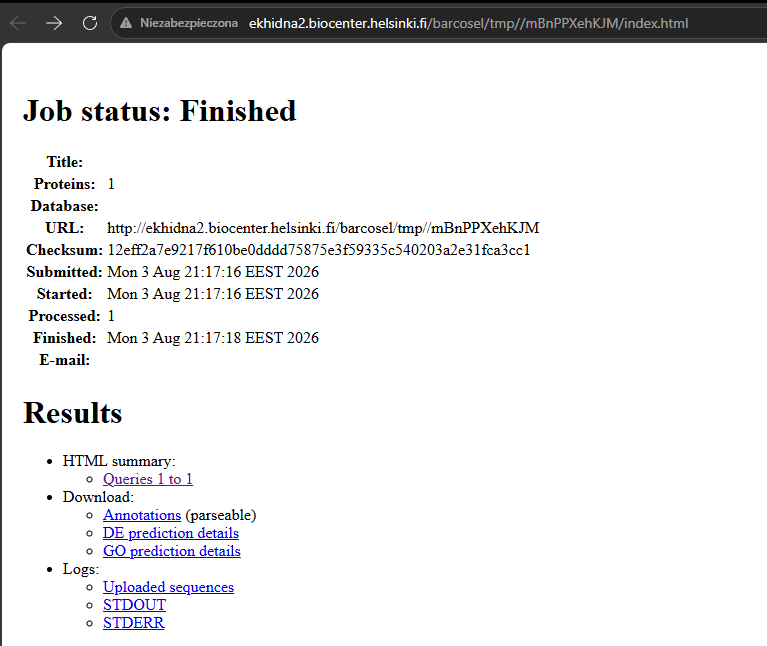 Niezabezpieczona ekhidna2.biocenter.helsinki.fi/barcosel/tmp//mBnPPXehKJM/index.html
Job status: Finished
Title:
Proteins: 1
Database:
URL: http://ekhidna2.biocenter.helsinki.fi/barcosel/tmp//mBnPPXehKJM
Checksum: 12eff2a7e9217f610be0dddd75875e3f59335c540203a2e31fca3cc1
Submitted: Mon 3 Aug 21:17:16 EEST 2026
Started: Mon 3 Aug 21:17:16 EEST 2026
Processed: 1
Finished: Mon 3 Aug 21:17:18 EEST 2026
E-mail:
Results
• HTML summary:
◦ Queries 1 to 1
• Download:
◦ Annotations (parseable)
◦ DE prediction details
◦ GO prediction details
• Logs:
◦ Uploaded sequences
◦ STDOUT
◦ STDERR